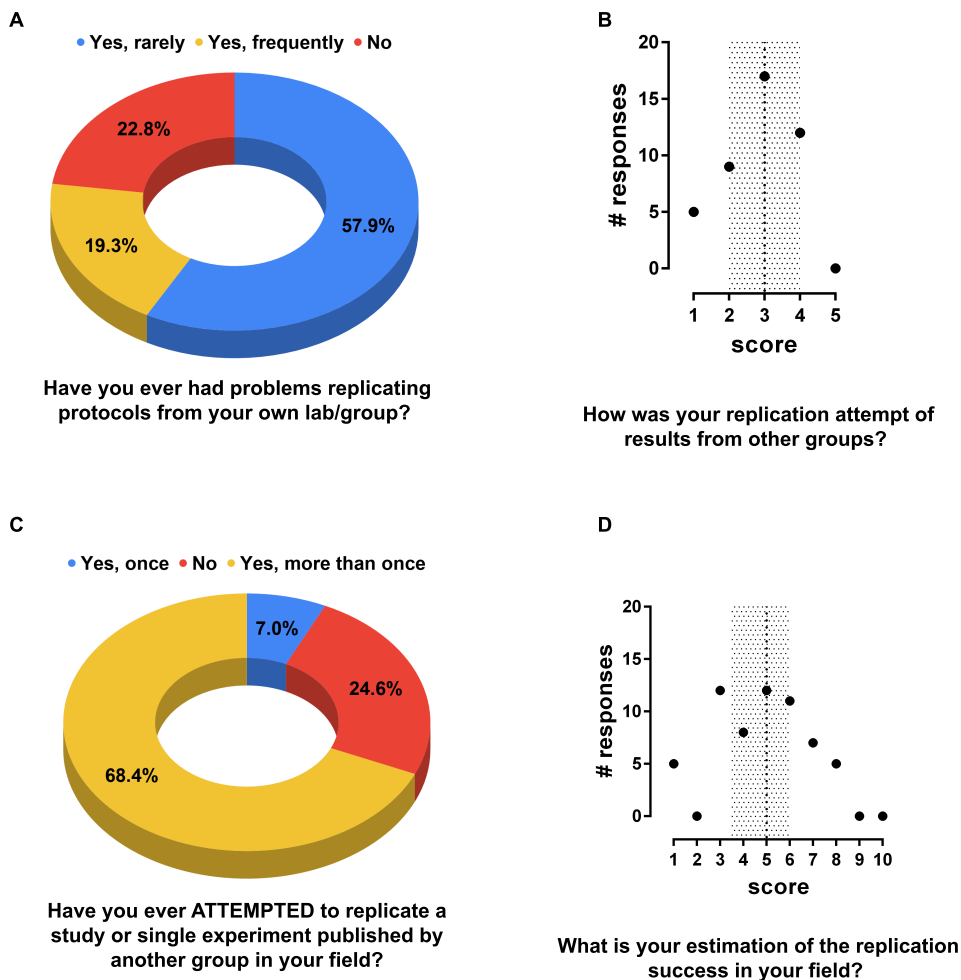 A
Yes, rarely Yes, frequently No
22.8%
57.9%
19.3%
Have you ever had problems replicating
protocols from your own lab/group?
B
20
15
10
5
0
# responses
1 2 3 4 5
score
How was your replication attempt of
results from other groups?
C
Yes, once No Yes, more than once
7.0%
24.6%
68.4%
Have you ever ATTEMPTED to replicate a
study or single experiment published by
another group in your field?
D
20
15
10
5
0
# responses
1 2 3 4 5 6 7 8 9 10
score
What is your estimation of the replication
success in your field?